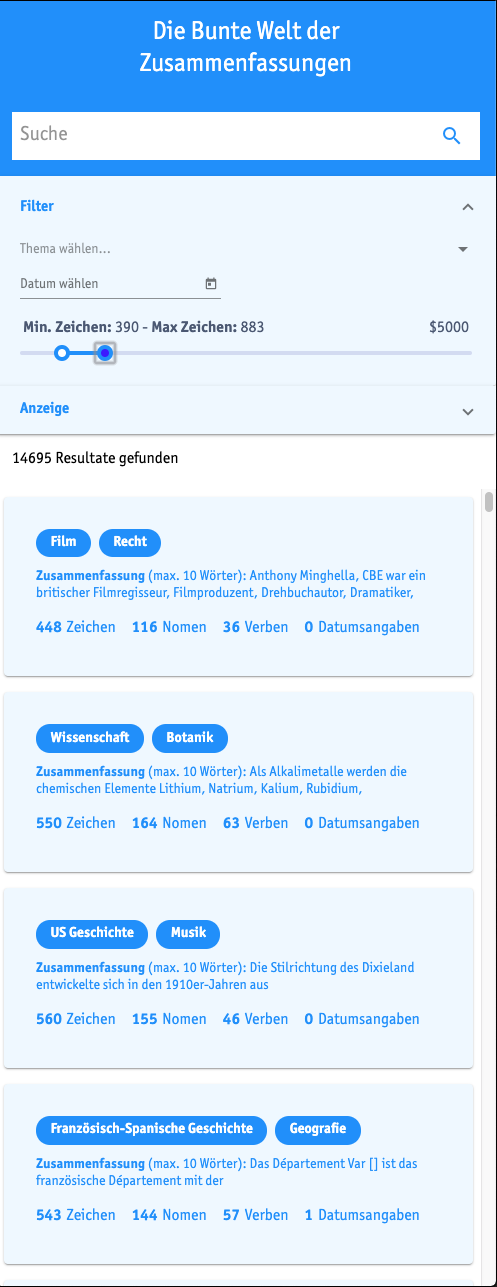 Die Bunte Welt der
Zusammenfassungen
Suche
Filter
Thema wählen...
Datum wählen
Min. Zeichen: 390 - Max Zeichen: 883 $5000
Anzeige
14695 Resultate gefunden
Film Recht
Zusammenfassung (max. 10 Wörter): Anthony Minghella, CBE war ein
britischer Filmregisseur, Filmproduzent, Drehbuchautor, Dramatiker,
448 Zeichen 116 Nomen 36 Verben 0 Datumsangaben
Wissenschaft Botanik
Zusammenfassung (max. 10 Wörter): Als Alkalimetalle werden die
chemischen Elemente Lithium, Natrium, Kalium, Rubidium,
550 Zeichen 164 Nomen 63 Verben 0 Datumsangaben
US Geschichte Musik
Zusammenfassung (max. 10 Wörter): Die Stilrichtung des Dixieland
entwickelte sich in den 1910er-Jahren aus
560 Zeichen 155 Nomen 46 Verben 0 Datumsangaben
Französisch-Spanische Geschichte Geografie
Zusammenfassung (max. 10 Wörter): Das Département Var [] ist das
französische Département mit der
543 Zeichen 144 Nomen 57 Verben 1 Datumsangaben